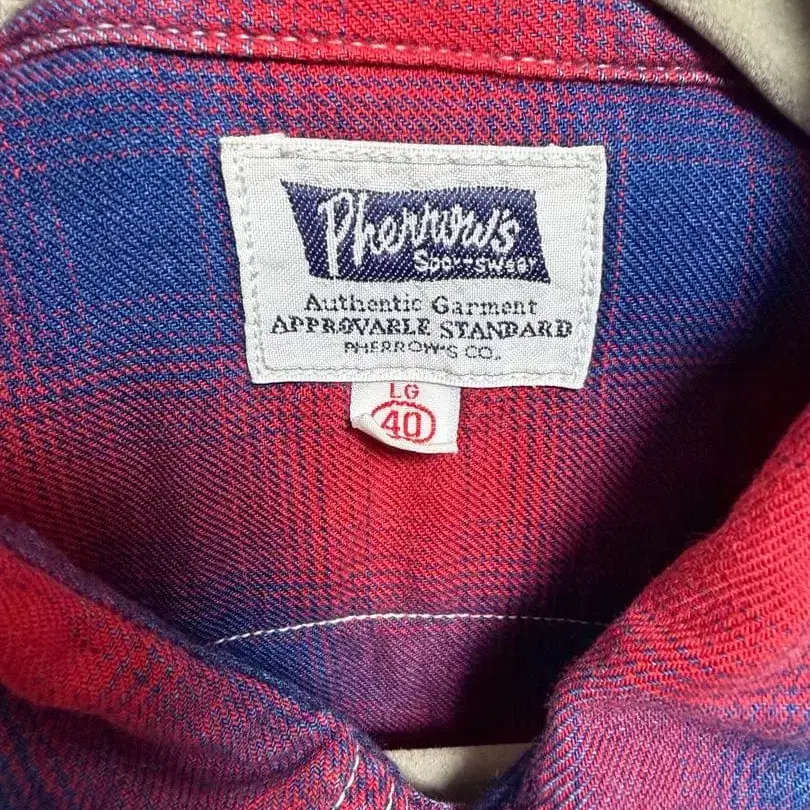 Pherrow's
Sportswear
Authentic Garment
APPROVABLE STANDARD
PHERROW'S CO.
LG
40